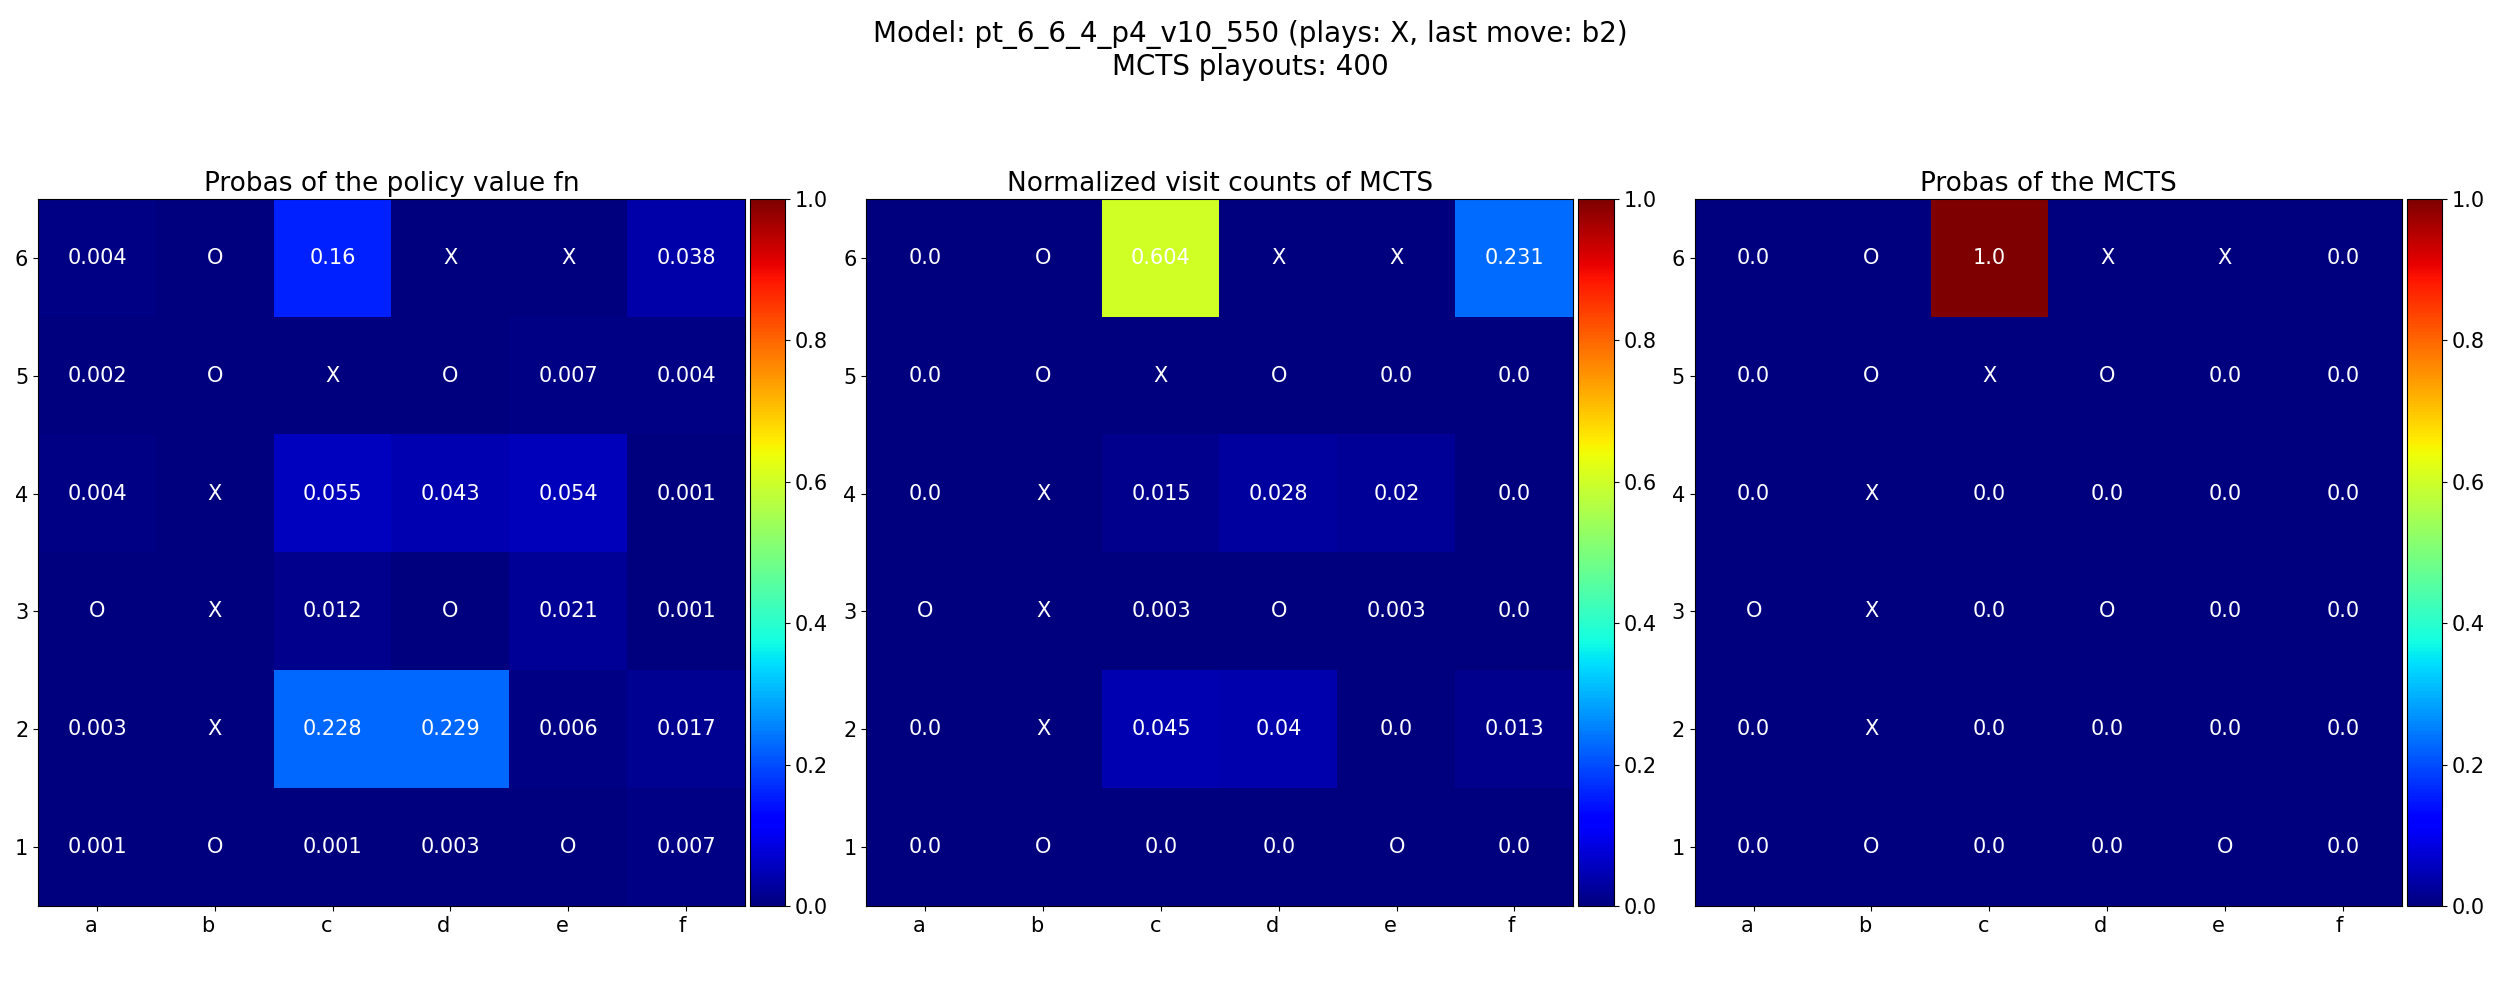 Model: pt_6_6_4_p4_v10_550 (plays: X, last move: b2)
MCTS playouts: 400
Probas of the policy value fn
6 0.004 O 0.16 X X 0.038
5 0.002 O X O 0.007 0.004
4 0.004 X 0.055 0.043 0.054 0.001
3 O X 0.012 O 0.021 0.001
2 0.003 X 0.228 0.229 0.006 0.017
1 0.001 O 0.001 0.003 O 0.007
a b c d e f
1.0
0.8
0.6
0.4
0.2
0.0
Normalized visit counts of MCTS
6 0.0 O 0.604 X X 0.231
5 0.0 O X O 0.0 0.0
4 0.0 X 0.015 0.028 0.02 0.0
3 O X 0.003 O 0.003 0.0
2 0.0 X 0.045 0.04 0.0 0.013
1 0.0 O 0.0 0.0 O 0.0
a b c d e f
1.0
0.8
0.6
0.4
0.2
0.0
Probas of the MCTS
6 0.0 O 1.0 X X 0.0
5 0.0 O X O 0.0 0.0
4 0.0 X 0.0 0.0 0.0 0.0
3 O X 0.0 O 0.0 0.0
2 0.0 X 0.0 0.0 0.0 0.0
1 0.0 O 0.0 0.0 O 0.0
a b c d e f
1.0
0.8
0.6
0.4
0.2
0.0